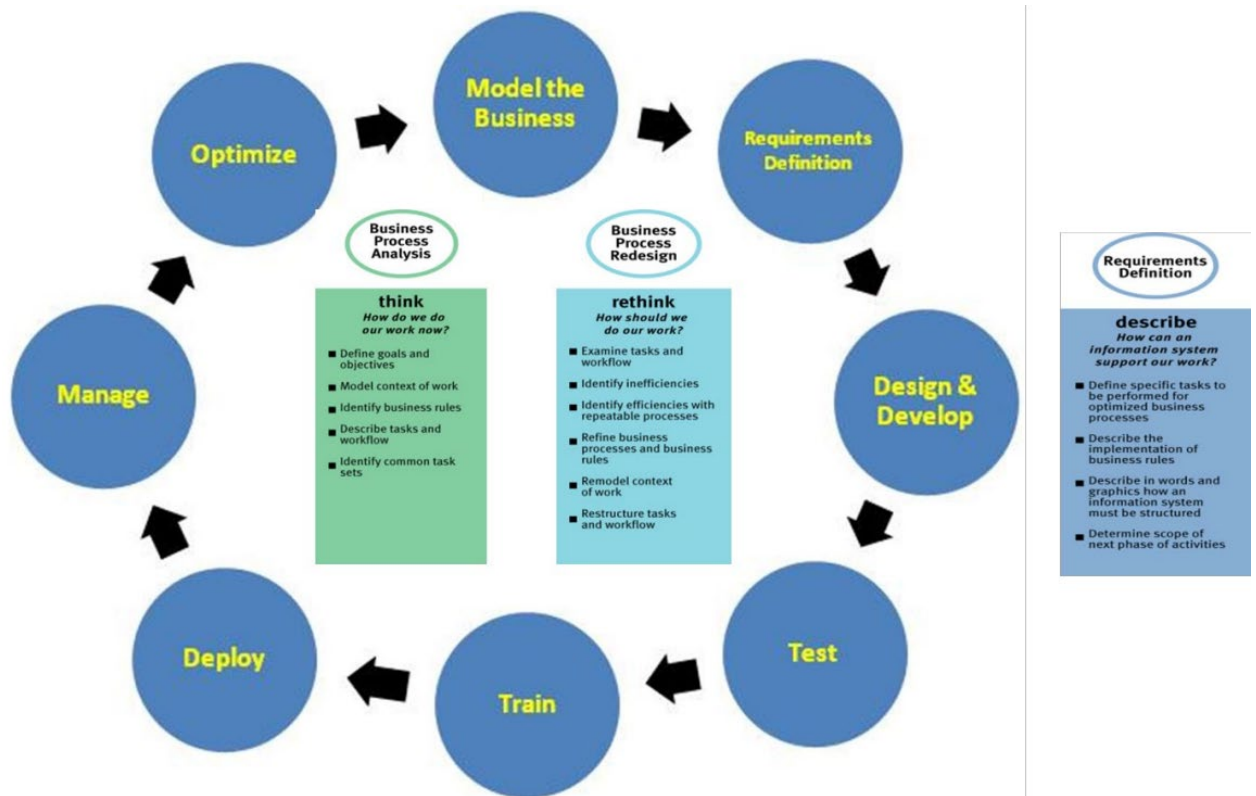 Model the
Business
Requirements
Definition
Design &
Develop
Test
Train
Deploy
Manage
Optimize
Business
Process
Analysis
think
How do we do
our work now?
Define goals and
objectives
Model context of work
Identify business rules
Describe tasks and
workflow
Identify common task
sets
Business
Process
Redesign
rethink
How should we
do our work?
Examine tasks and
workflow
Identify inefficiencies
Identify efficiencies with
repeatable processes
Refine business
processes and business
rules
Remodel context
of work
Restructure tasks
and workflow
Requirements
Definition
describe
How can an
information system
support our work?
Define specific tasks to
be performed for
optimized business
processes
Describe the
implementation of
business rules
Describe in words and
graphics how an
information system
must be structured
Determine scope of
next phase of activities